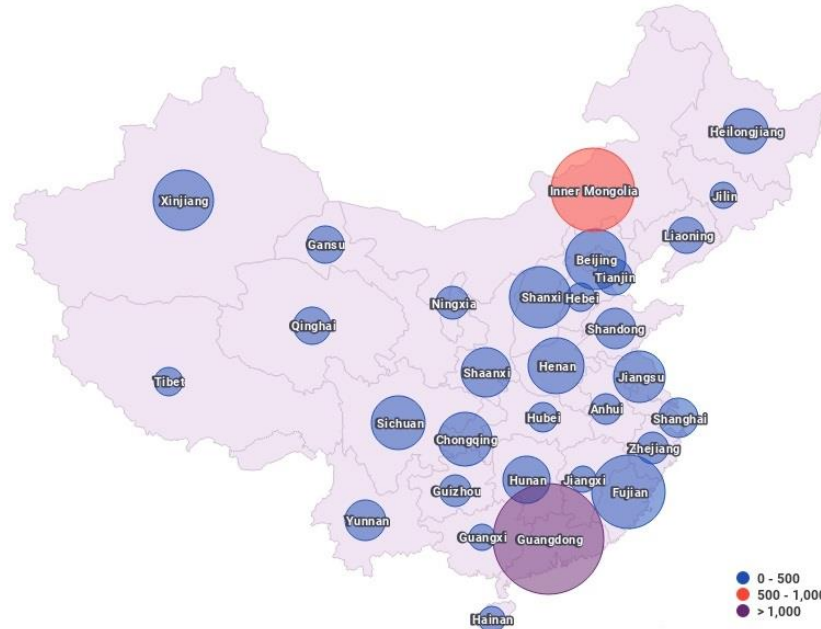 Heilongjiang
Inner Mongolia
Jilin
Xinjiang
Liaoning
Gansu
Beijing
Tianjin
Shanxi
Hebei
Ningxia
Qinghai
Shandong
Henan
Shaanxi
Jiangsu
Tibet
Anhui
Hubei
Shanghai
Sichuan
Chongqing
Zhejiang
Hunan
Jiangxi
Guizhou
Fujian
Yunnan
Guangxi
Guangdong
0 - 500
500 - 1,000
> 1,000
Hainan